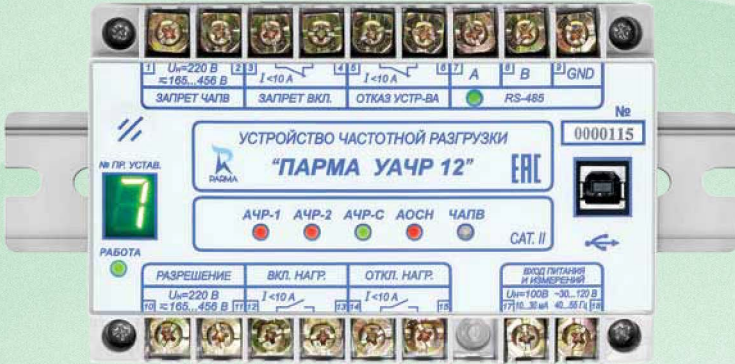 1 Uн=220 В 2 3 4 5 6 7 A 8 B 9 GND
≂165...456 В I<10 А I<10 А
ЗАПРЕТ ЧАПВ ЗАПРЕТ ВКЛ. ОТКАЗ УСТР-ВА RS-485
№
0000115
УСТРОЙСТВО ЧАСТОТНОЙ РАЗГРУЗКИ
"ПАРМА УАЧР 12"
PARMA
EAC
№ ПР. УСТАВ.
7
АЧР-1 АЧР-2 АЧР-С АОСН ЧАПВ
CAT. II
РАБОТА
РАЗРЕШЕНИЕ ВКЛ. НАГР. ОТКЛ. НАГР. ВХОД ПИТАНИЯ
И ИЗМЕРЕНИЙ
Uн=220 В I<10 А I<10 А Uн=100В ~30...120 В
10 ≂165...456 В 11 12 13 14 15 17 10...30 мА 40...55 Гц 18